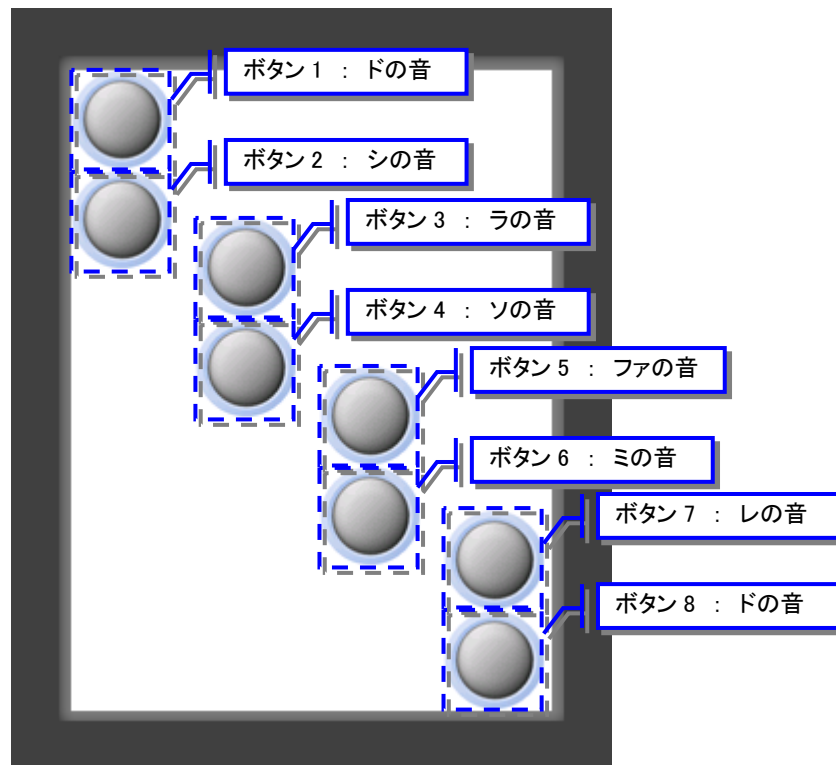 ボタン 1 : ドの音
ボタン 2 : シの音
ボタン 3 : ラの音
ボタン 4 : ソの音
ボタン 5 : ファの音
ボタン 6 : ミの音
ボタン 7 : レの音
ボタン 8 : ドの音